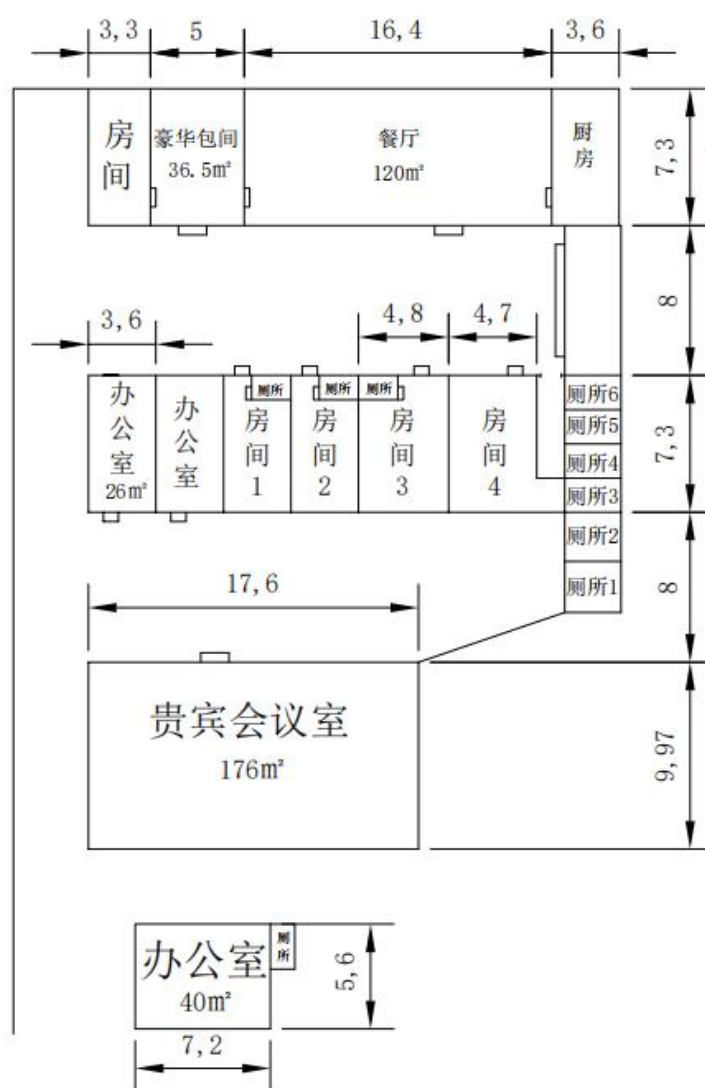 3,3
5
16,4
3,6
房间
豪华包间
36.5㎡
餐厅
120㎡
厨房
7,3
8
3,6
4,8
4,7
办公室
26㎡
办公室
厕所
房间1
厕所
房间2
厕所
房间3
房间4
厕所6
厕所5
厕所4
厕所3
厕所2
厕所1
7,3
8
17,6
贵宾会议室
176㎡
9,97
办公室
40㎡
厕所
5,6
7,2